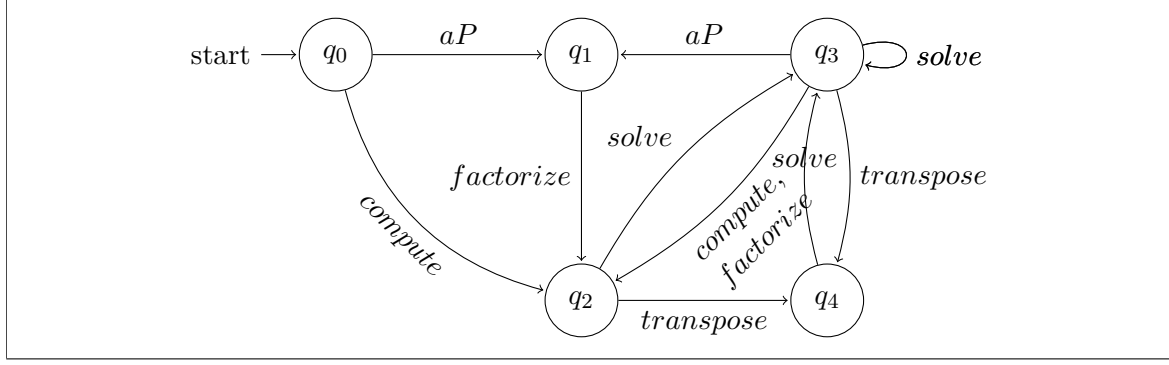 start
q0
aP
q1
aP
q3
solve
solve
solve
transpose
factorize
compute,
factorize
compute
q2
transpose
q4